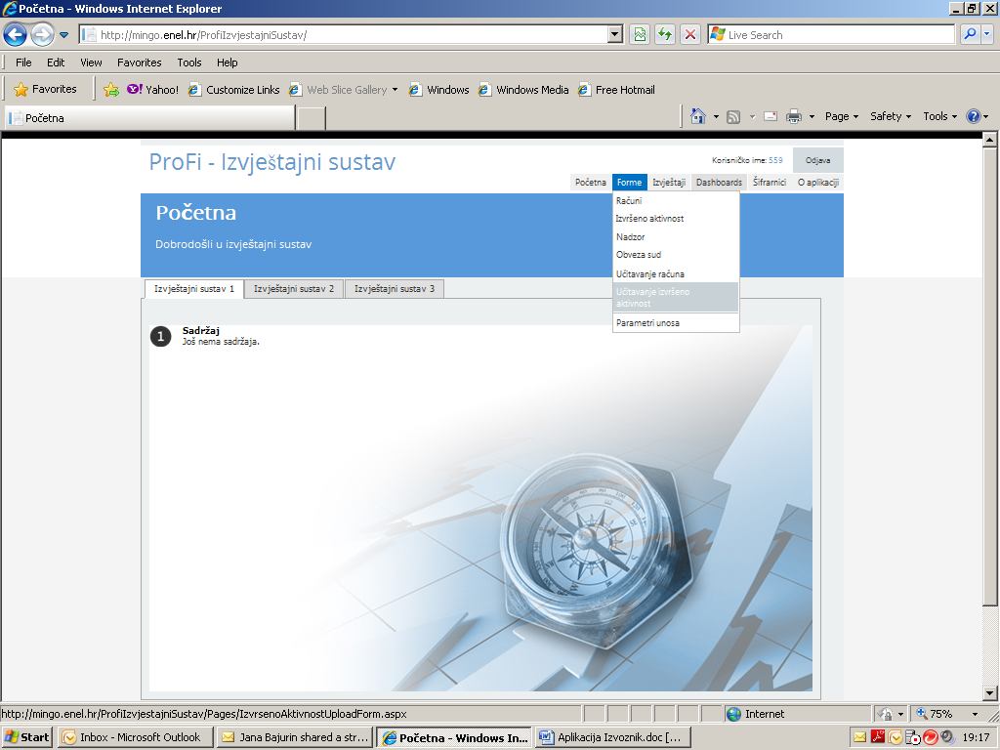 Početna - Windows Internet Explorer
http://mingo.enel.hr/ProfiIzvjestajniSustav/
Live Search
File Edit View Favorites Tools Help
Favorites Yahoo! Customize Links Web Slice Gallery Windows Windows Media Free Hotmail
Početna
Page Safety Tools
ProFi - Izvještajni sustav
Korisničko ime: 559
Odjava
Početna Forme Izvještaji Dashboards Šifrarnici O aplikaciji
Početna
Dobrodošli u izvještajni sustav
Računi
Izvršeno aktivnost
Nadzor
Obveza sud
Učitavanje računa
Učitavanje izvršeno
aktivnost
Parametri unosa
Izvještajni sustav 1 Izvještajni sustav 2 Izvještajni sustav 3
1 Sadržaj
Još nema sadržaja.
http://mingo.enel.hr/ProfiIzvjestajniSustav/Pages/IzvrsenoAktivnostUploadForm.aspx
Internet
75%
Start Inbox - Microsoft Outlook Jana Bajurin shared a str... Početna - Windows In... Aplikacija Izvoznik.doc [... 19:17